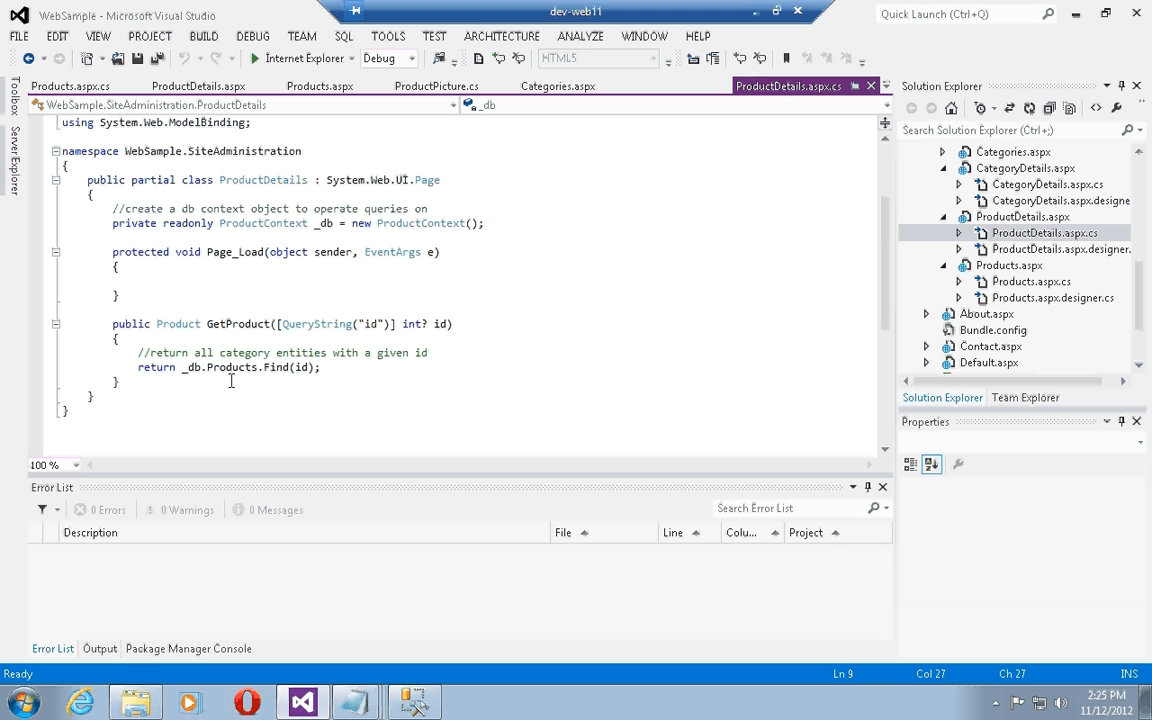 WebSample - Microsoft Visual Studio
dev-web11
Quick Launch (Ctrl+Q)
FILE EDIT VIEW PROJECT BUILD DEBUG TEAM SQL TOOLS TEST ARCHITECTURE ANALYZE WINDOW HELP
Internet Explorer Debug HTML5
Toolbox
Server Explorer
Products.aspx.cs ProductDetails.aspx Products.aspx ProductPicture.cs Categories.aspx ProductDetails.aspx.cs
WebSample.SiteAdministration.ProductDetails _db
using System.Web.ModelBinding;
namespace WebSample.SiteAdministration
{
public partial class ProductDetails : System.Web.UI.Page
{
//create a db context object to operate queries on
private readonly ProductContext _db = new ProductContext();
protected void Page_Load(object sender, EventArgs e)
{
}
public Product GetProduct([QueryString("id")] int? id)
{
//return all category entities with a given id
return _db.Products.Find(id);
}
}
}
100 %
Solution Explorer
Search Solution Explorer (Ctrl+;)
Categories.aspx
CategoryDetails.aspx
CategoryDetails.aspx.cs
CategoryDetails.aspx.designe
ProductDetails.aspx
ProductDetails.aspx.cs
ProductDetails.aspx.designer.
Products.aspx
Products.aspx.cs
Products.aspx.designer.cs
About.aspx
Bundle.config
Contact.aspx
Default.aspx
Solution Explorer Team Explorer
Properties
Error List
0 Errors 0 Warnings 0 Messages Search Error List
Description File Line Colu... Project
Error List Output Package Manager Console
Ready Ln 9 Col 27 Ch 27 INS
2:25 PM
11/12/2012